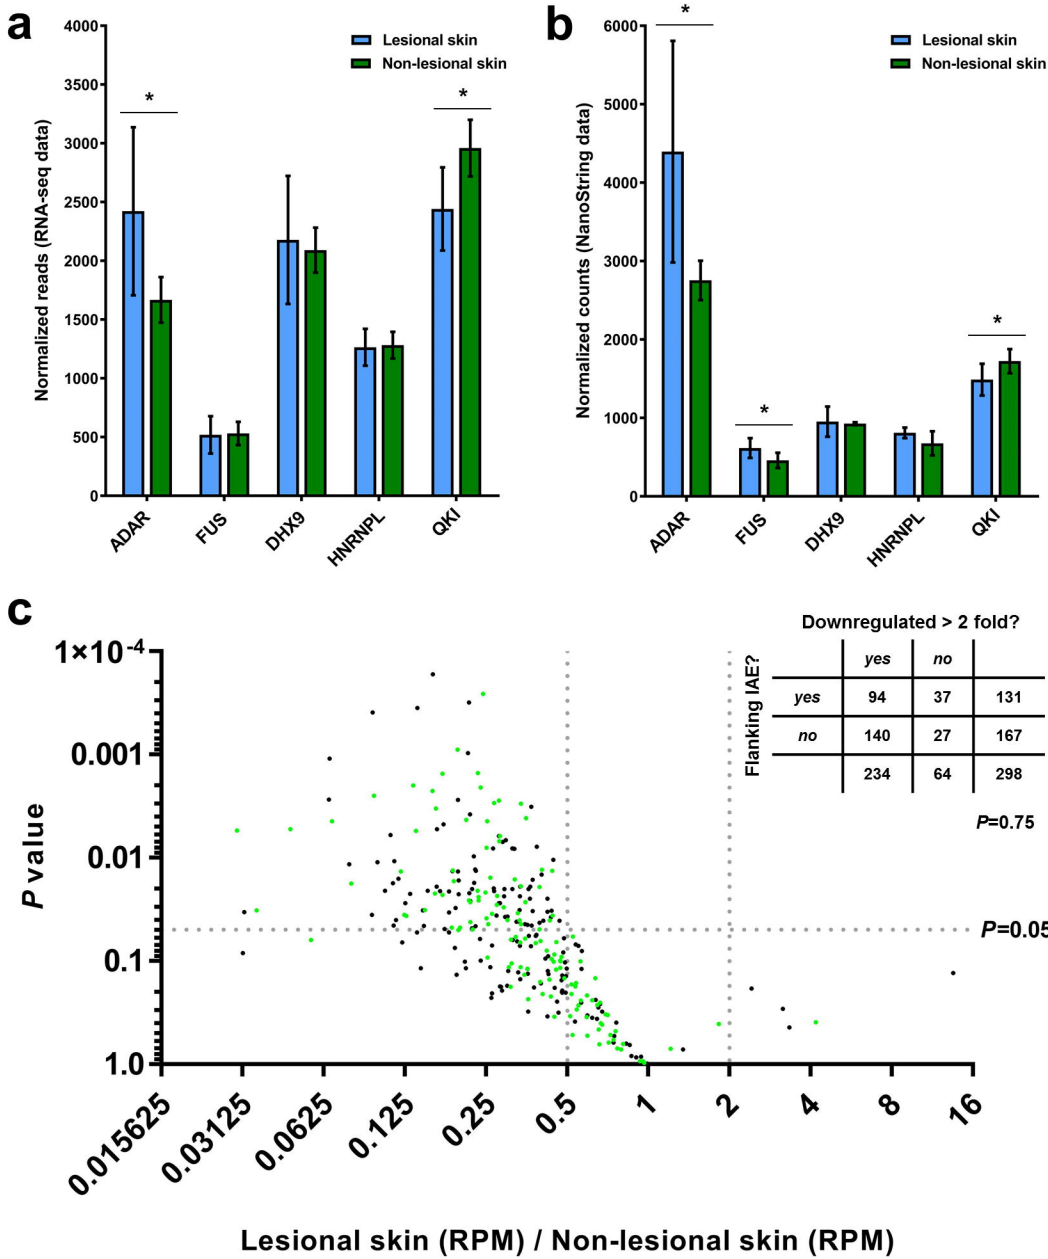 a
4000
3500
3000
2500
2000
1500
1000
500
0
Normalized reads (RNA-seq data)
Lesional skin
Non-lesional skin
*
*
ADAR
FUS
DHX9
HNRNPL
QKI
b
6000
5000
4000
3000
2000
1000
0
Normalized counts (NanoString data)
Lesional skin
Non-lesional skin
*
*
*
ADAR
FUS
DHX9
HNRNPL
QKI
c
Downregulated > 2 fold?
Flanking IAE?
yes no
yes 94 37 131
no 140 27 167
234 64 298
P=0.75
P=0.05
1×10⁻⁴
0.001
0.01
0.1
1.0
P value
0.015625
0.03125
0.0625
0.125
0.25
0.5
1
2
4
8
16
Lesional skin (RPM) / Non-lesional skin (RPM)